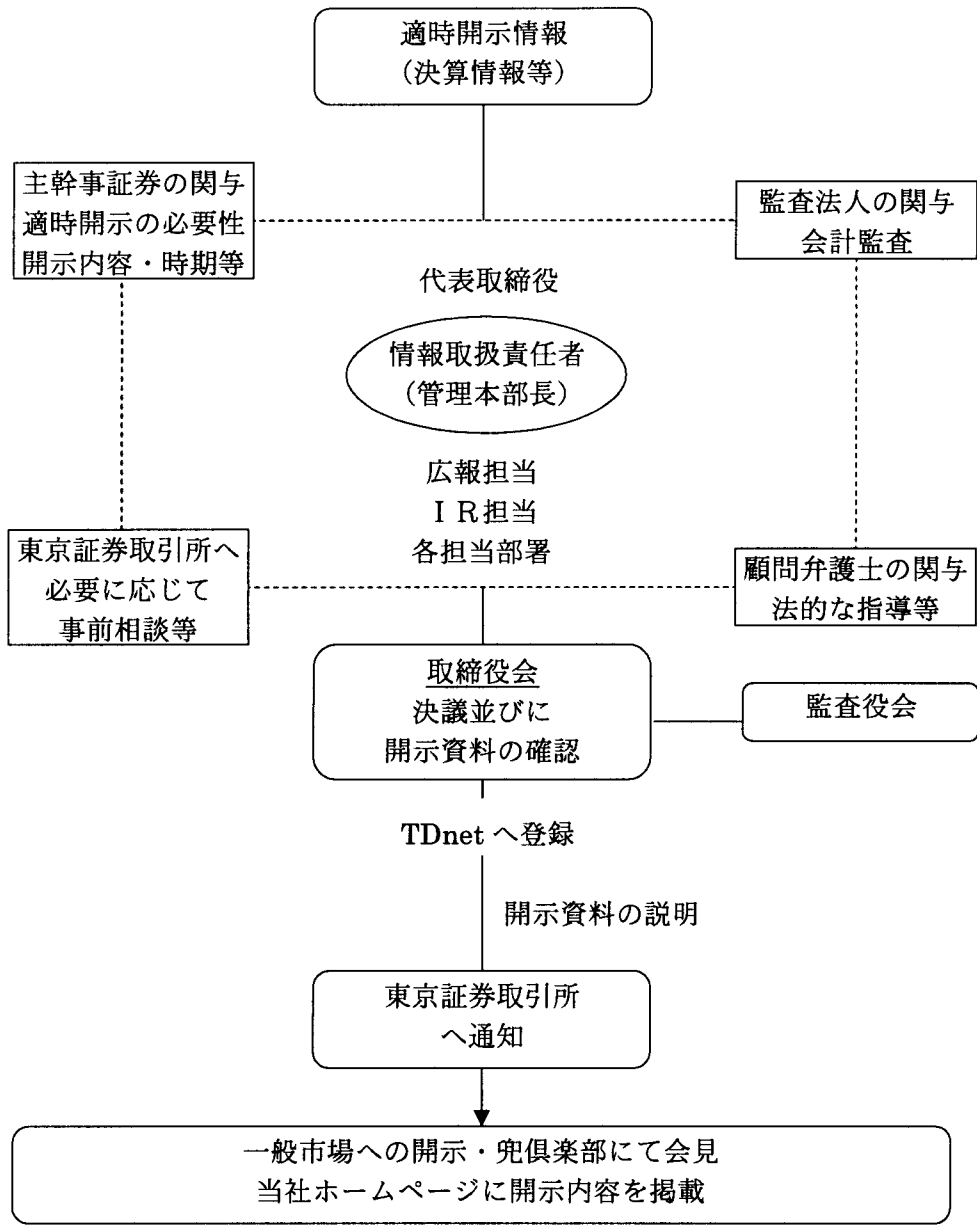 適時開示情報
（決算情報等）
主幹事証券の関与
適時開示の必要性
開示内容・時期等
監査法人の関与
会計監査
代表取締役
情報取扱責任者
（管理本部長）
広報担当
ＩＲ担当
各担当部署
東京証券取引所へ
必要に応じて
事前相談等
顧問弁護士の関与
法的な指導等
取締役会
決議並びに
開示資料の確認
監査役会
TDnet へ登録
開示資料の説明
東京証券取引所
へ通知
一般市場への開示・兜倶楽部にて会見
当社ホームページに開示内容を掲載